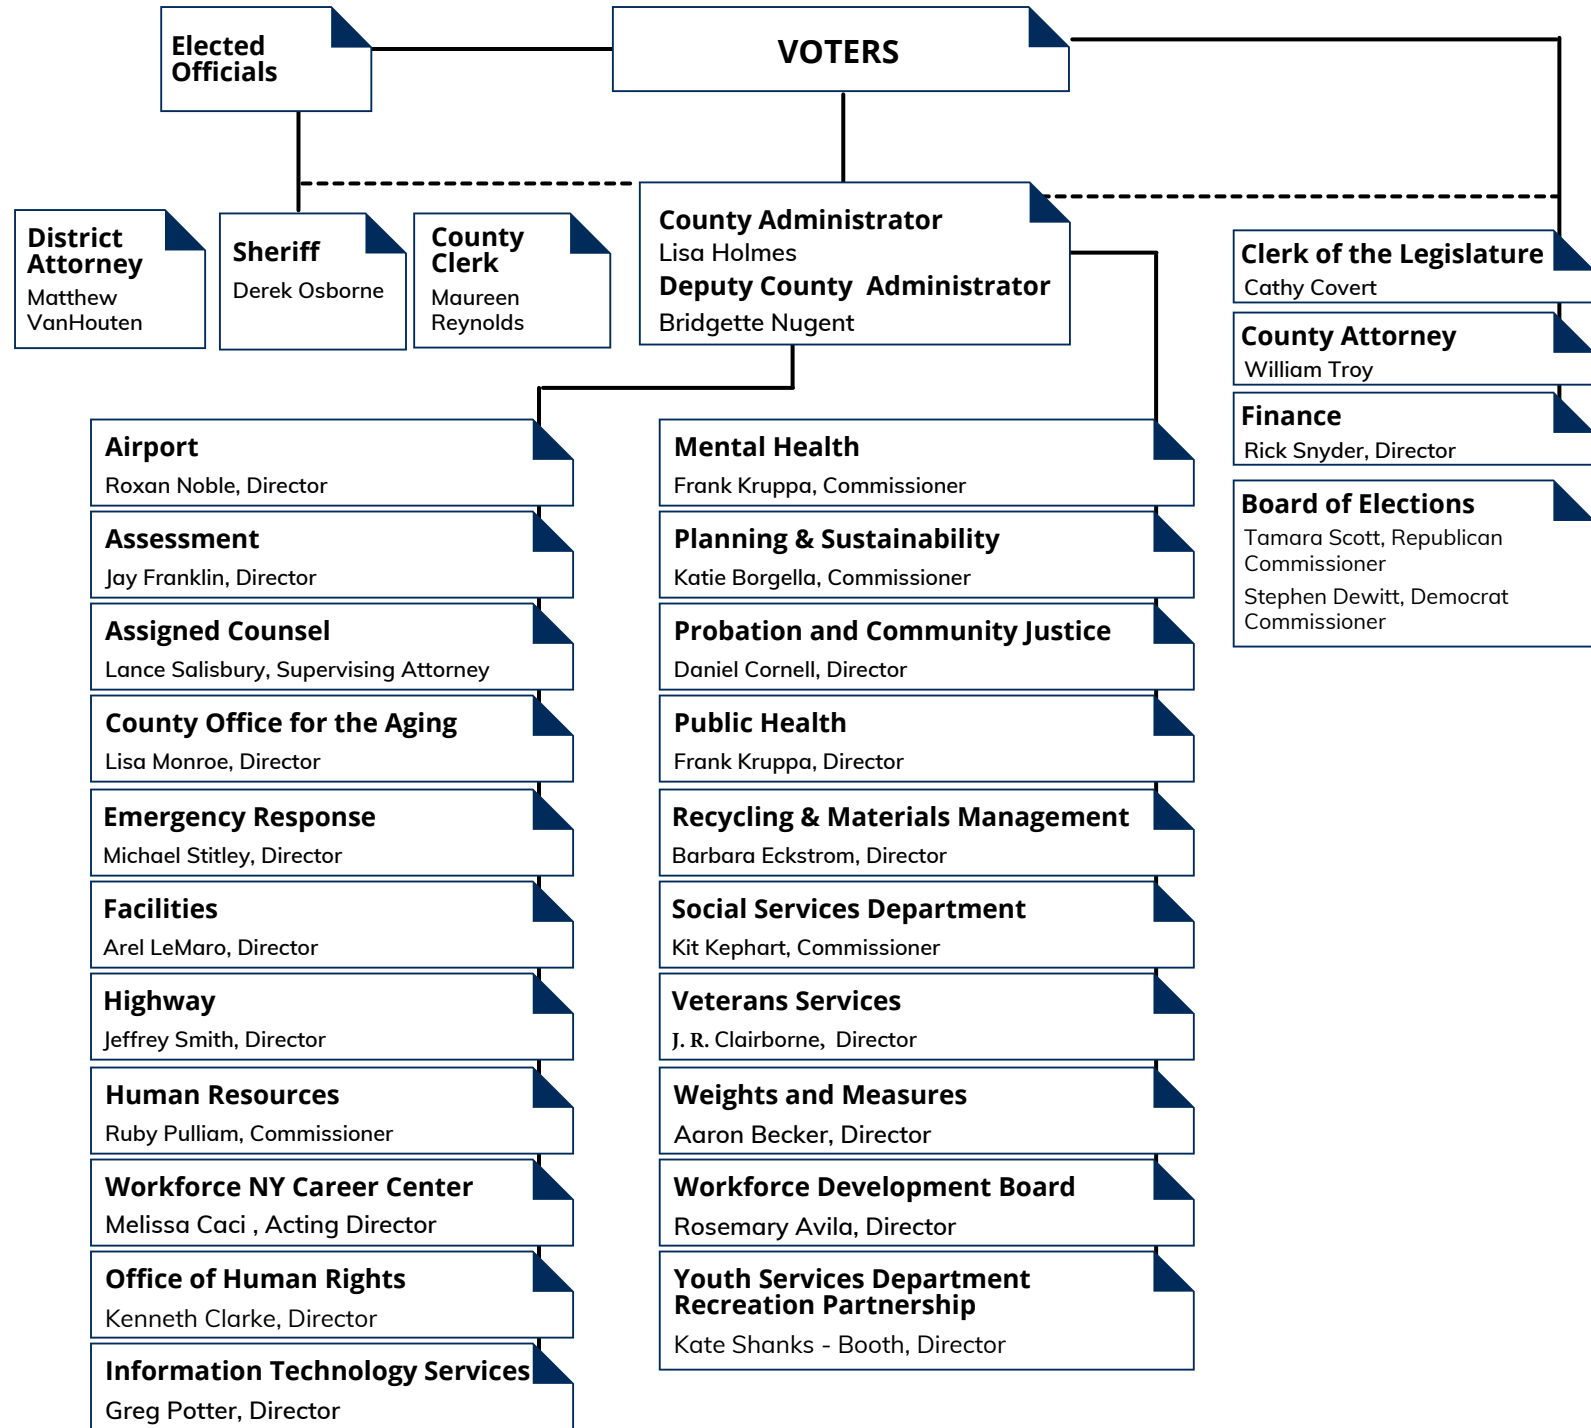 Elected
Officials
VOTERS
District
Attorney
Matthew
VanHouten
Sheriff
Derek Osborne
County
Clerk
Maureen
Reynolds
County Administrator
Lisa Holmes
Deputy County Administrator
Bridgette Nugent
Clerk of the Legislature
Cathy Covert
County Attorney
William Troy
Finance
Rick Snyder, Director
Board of Elections
Tamara Scott, Republican
Commissioner
Stephen Dewitt, Democrat
Commissioner
Airport
Roxan Noble, Director
Assessment
Jay Franklin, Director
Assigned Counsel
Lance Salisbury, Supervising Attorney
County Office for the Aging
Lisa Monroe, Director
Emergency Response
Michael Stitley, Director
Facilities
Arel LeMaro, Director
Highway
Jeffrey Smith, Director
Human Resources
Ruby Pulliam, Commissioner
Workforce NY Career Center
Melissa Caci , Acting Director
Office of Human Rights
Kenneth Clarke, Director
Information Technology Services
Greg Potter, Director
Mental Health
Frank Kruppa, Commissioner
Planning & Sustainability
Katie Borgella, Commissioner
Probation and Community Justice
Daniel Cornell, Director
Public Health
Frank Kruppa, Director
Recycling & Materials Management
Barbara Eckstrom, Director
Social Services Department
Kit Kephart, Commissioner
Veterans Services
J. R. Clairborne, Director
Weights and Measures
Aaron Becker, Director
Workforce Development Board
Rosemary Avila, Director
Youth Services Department
Recreation Partnership
Kate Shanks - Booth, Director